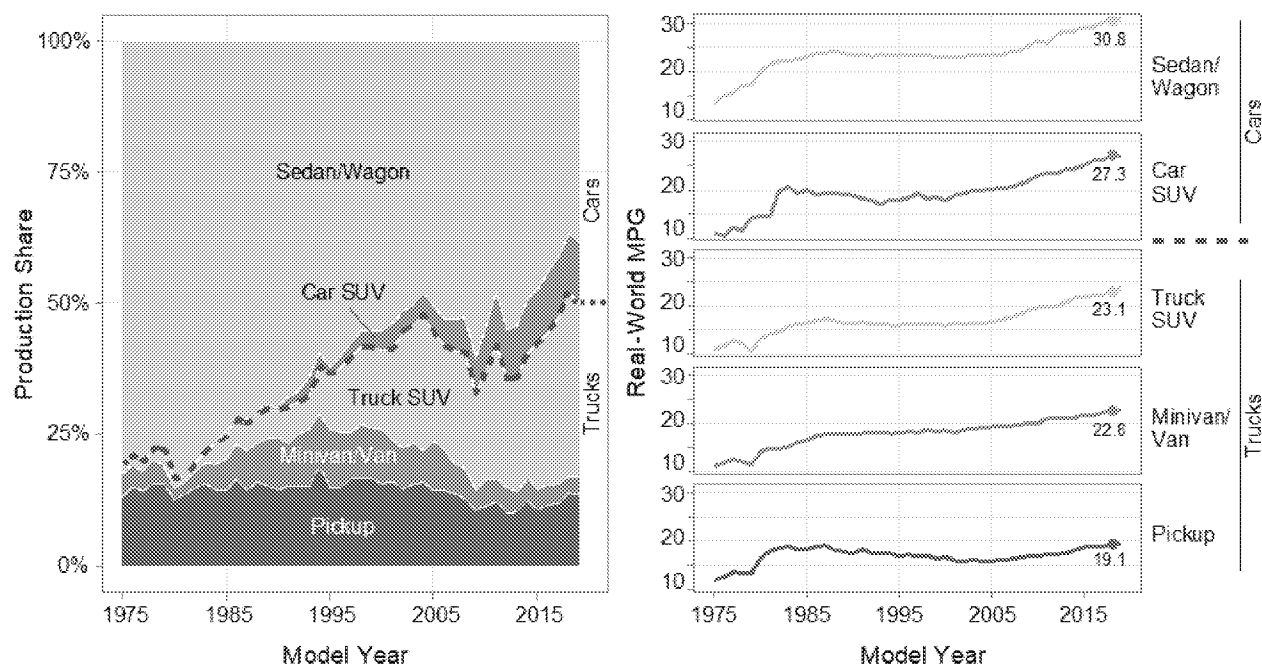 Production Share
100%
75%
50%
25%
0%
Sedan/Wagon
Car SUV
Truck SUV
Minivan/Van
Pickup
Cars
Trucks
1975
1985
1995
2005
2015
Model Year
Real-World MPG
30
20
10
30.8
Sedan/
Wagon
30
20
10
27.3
Car
SUV
Cars
30
20
10
23.1
Truck
SUV
30
20
10
22.8
Minivan/
Van
Trucks
30
20
10
19.1
Pickup
1975
1985
1995
2005
2015
Model Year